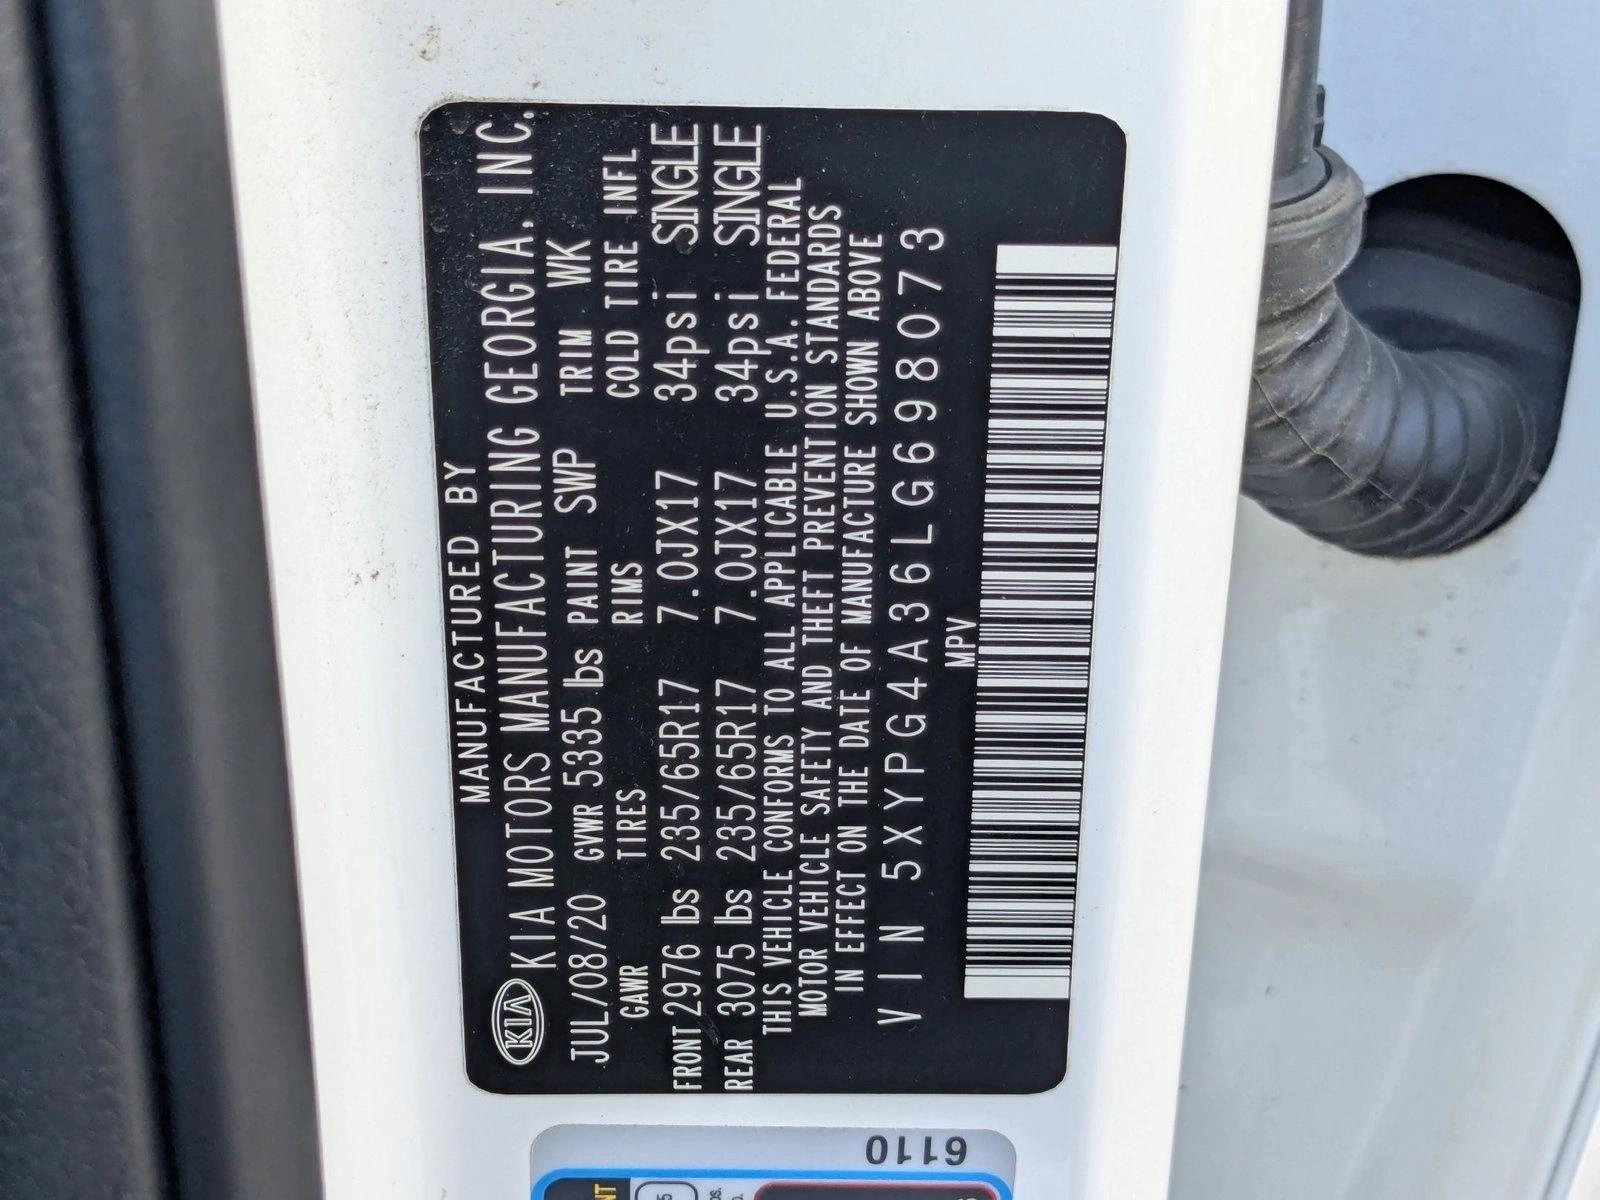 MANUFACTURED BY
KIA KIA MOTORS MANUFACTURING GEORGIA, INC.
JUL/08/20 GVWR 5335 lbs PAINT SWP TRIM WK
GAWR TIRES RIMS COLD TIRE INFL
FRONT 2976 lbs 235/65R17 7.0JX17 34psi SINGLE
REAR 3075 lbs 235/65R17 7.0JX17 34psi SINGLE
THIS VEHICLE CONFORMS TO ALL APPLICABLE U.S.A. FEDERAL
MOTOR VEHICLE SAFETY AND THEFT PREVENTION STANDARDS
IN EFFECT ON THE DATE OF MANUFACTURE SHOWN ABOVE
VIN 5XYPG4A36LG698073
MPV
6110